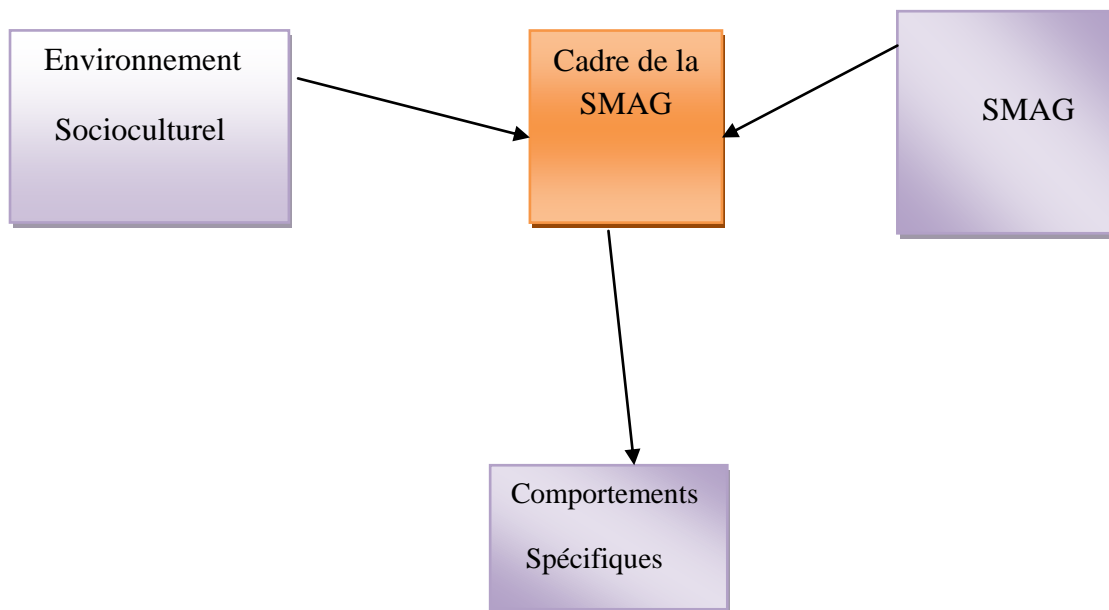 Environnement
Socioculturel
Cadre de la
SMAG
SMAG
Comportements
Spécifiques